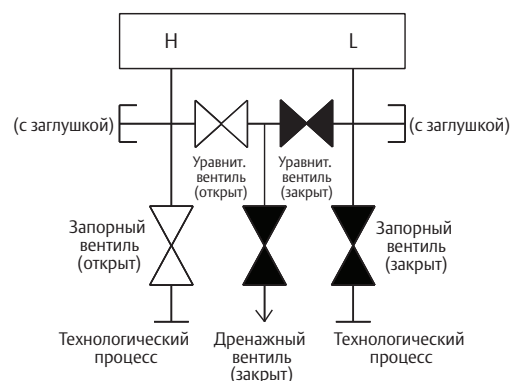 H
L
(с заглушкой)
(с заглушкой)
Уравнит.
вентиль
(открыт)
Уравнит.
вентиль
(закрыт)
Запорный
вентиль
(открыт)
Запорный
вентиль
(закрыт)
Технологический
процесс
Дренажный
вентиль
(закрыт)
Технологический
процесс